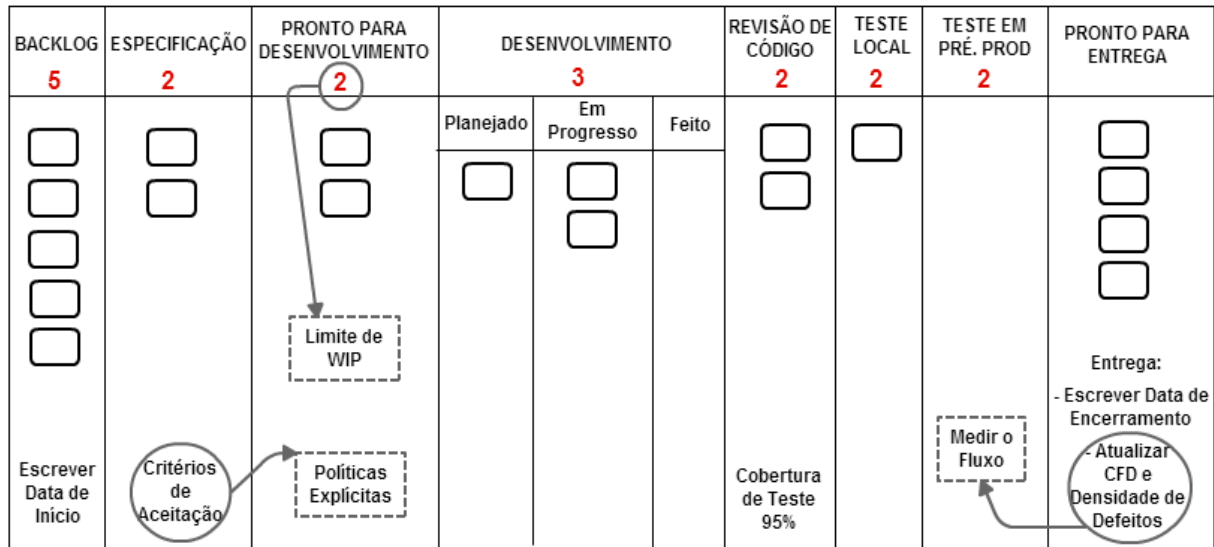 BACKLOG
5
ESPECIFICAÇÃO
2
PRONTO PARA
DESENVOLVIMENTO
2
DESENVOLVIMENTO
3
REVISÃO DE
CÓDIGO
2
TESTE
LOCAL
2
TESTE EM
PRÉ. PROD
2
PRONTO PARA
ENTREGA
Planejado
Em
Progresso
Feito
Limite de
WIP
Escrever
Data de
Início
Critérios
de
Aceitação
Políticas
Explícitas
Cobertura
de Teste
95%
Medir o
Fluxo
Entrega:
- Escrever Data de
Encerramento
- Atualizar
CFD e
Densidade de
Defeitos